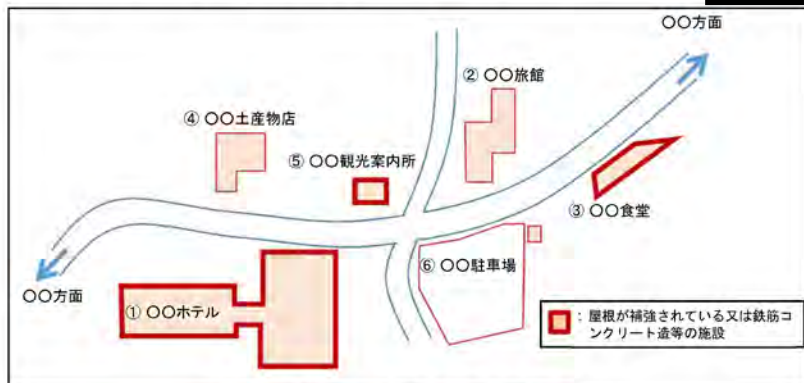 〇〇方面
② 〇〇旅館
④ 〇〇土産物店
⑤ 〇〇観光案内所
③ 〇〇食堂
⑥ 〇〇駐車場
〇〇方面
① 〇〇ホテル
：屋根が補強されている又は鉄筋コ
ンクリート造等の施設